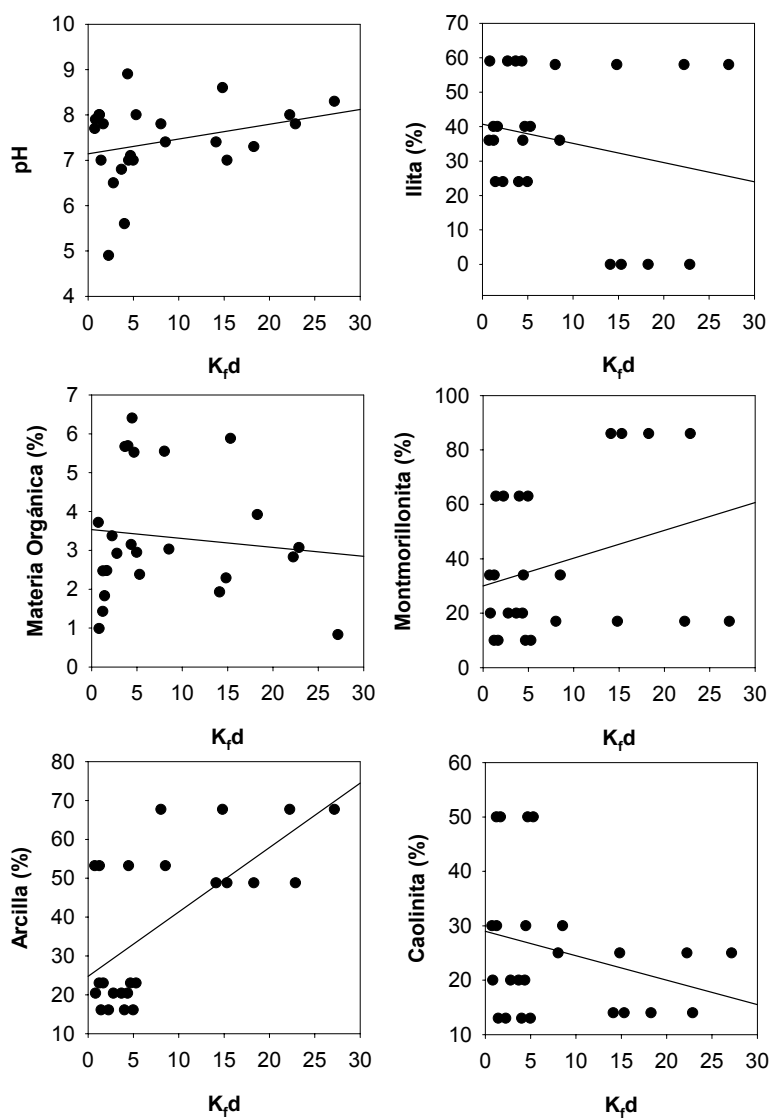 10
9
8
7
6
5
4
pH
0 5 10 15 20 25 30
K_fd
70
60
50
40
30
20
10
0
Ilita (%)
0 5 10 15 20 25 30
K_fd
7
6
5
4
3
2
1
0
Materia Orgánica (%)
0 5 10 15 20 25 30
K_fd
100
80
60
40
20
0
Montmorillonita (%)
0 5 10 15 20 25 30
K_fd
80
70
60
50
40
30
20
10
Arcilla (%)
0 5 10 15 20 25 30
K_fd
60
50
40
30
20
10
Caolinita (%)
0 5 10 15 20 25 30
K_fd